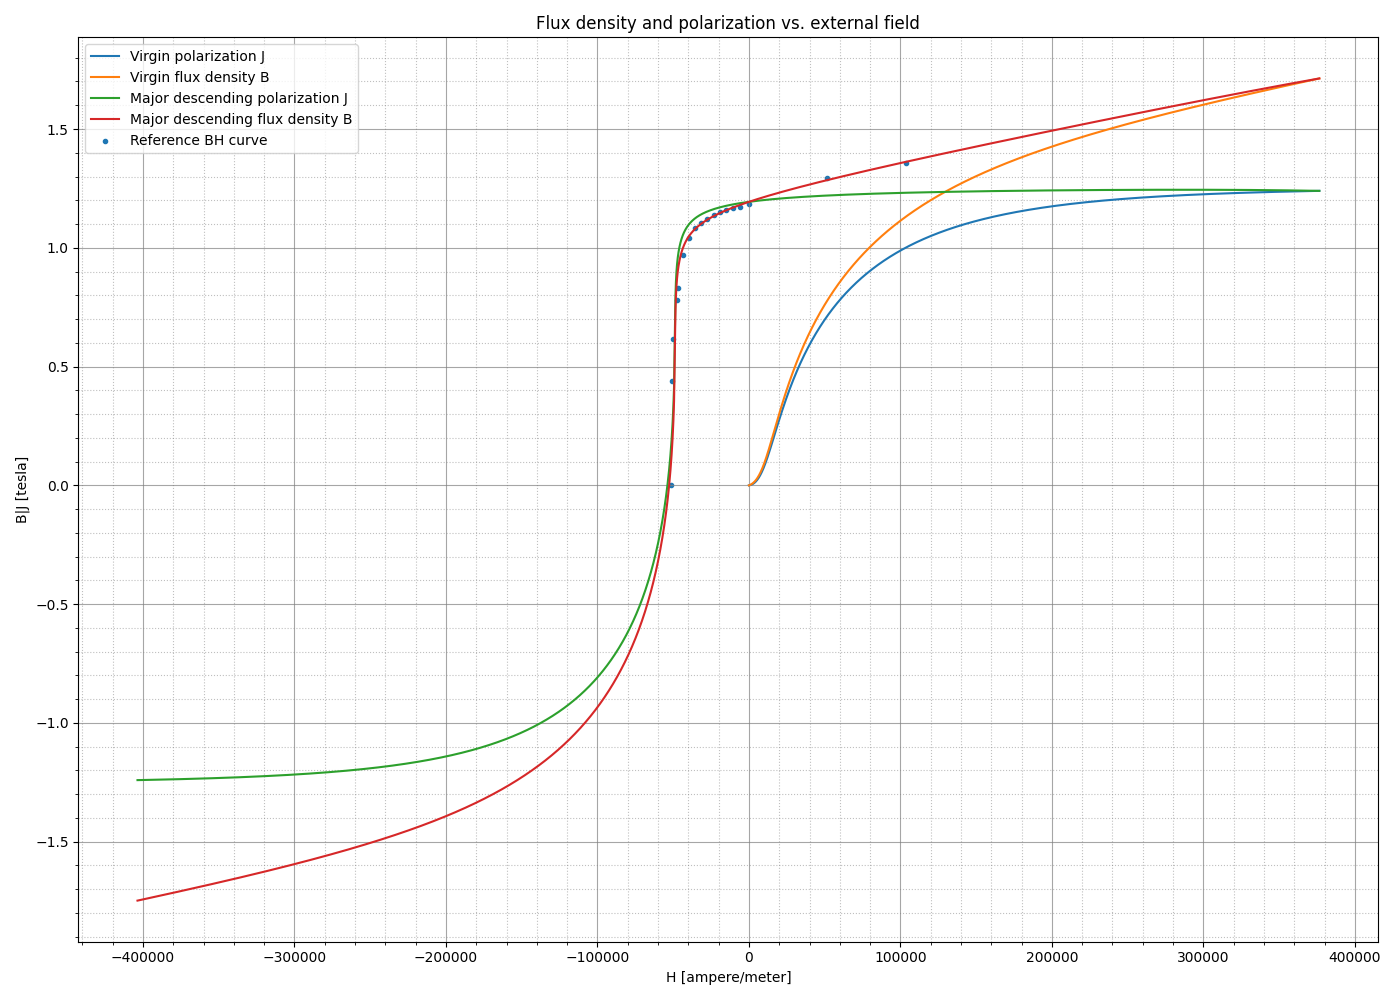 Flux density and polarization vs. external field
Virgin polarization J
Virgin flux density B
Major descending polarization J
Major descending flux density B
Reference BH curve
1.5
1.0
0.5
0.0
−0.5
−1.0
−1.5
B|J [tesla]
−400000 −300000 −200000 −100000 0 100000 200000 300000 400000
H [ampere/meter]